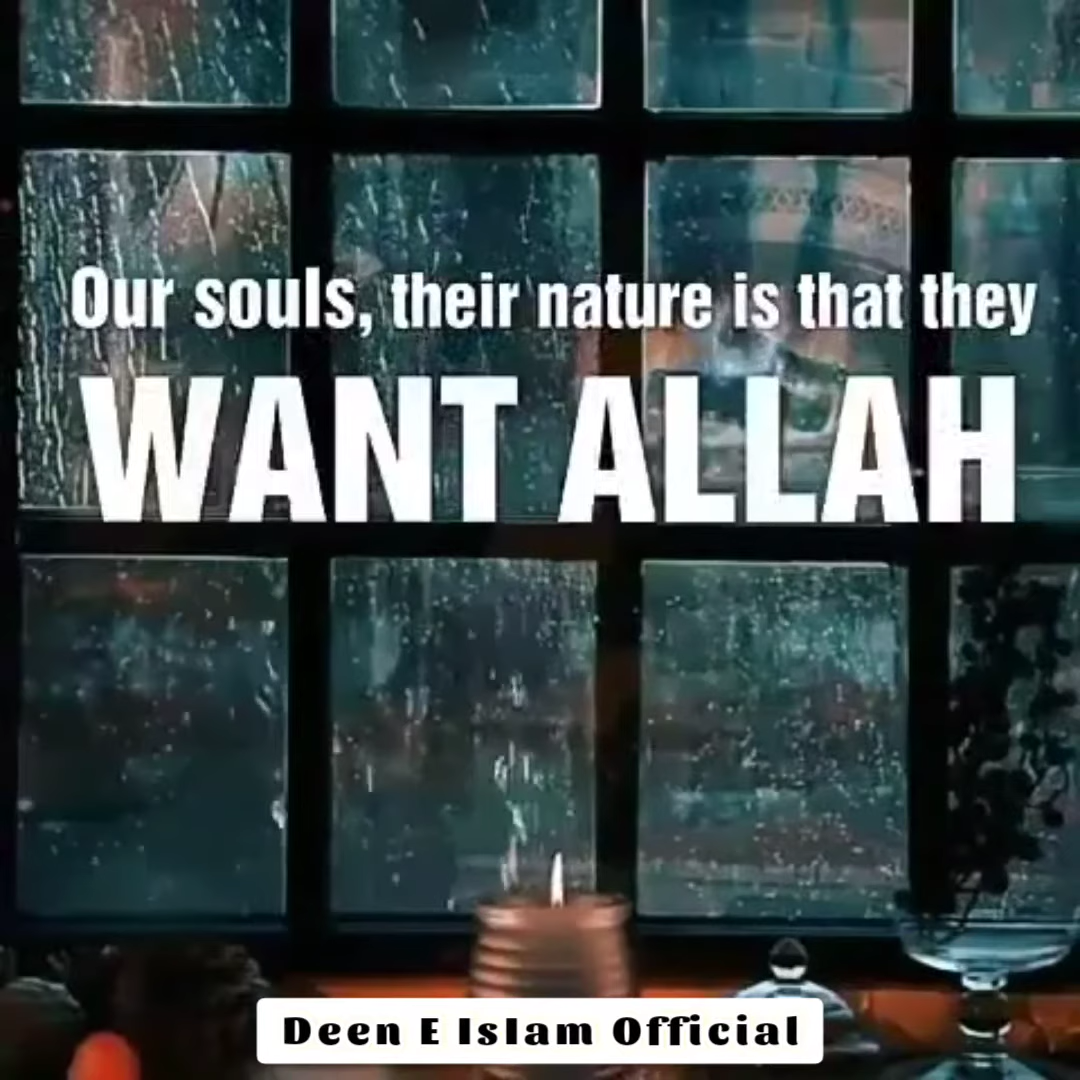 Our souls, their nature is that they
WANT ALLAH
Deen E Islam Official